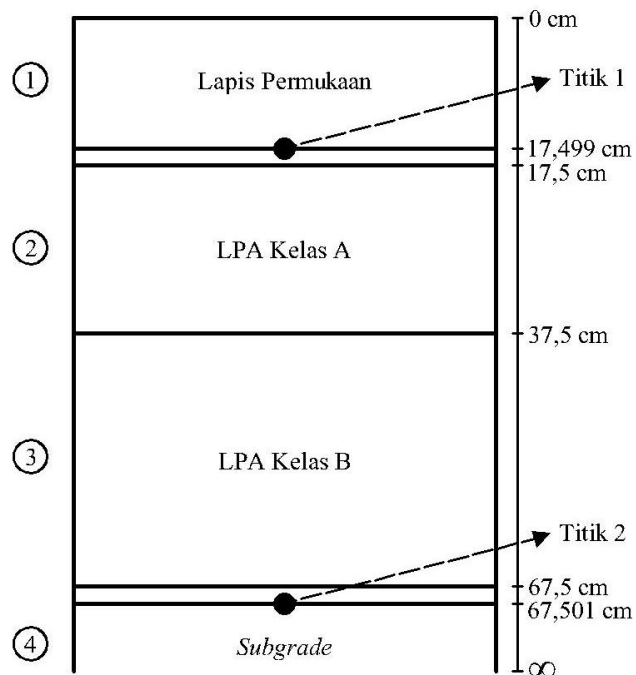 0 cm
① Lapis Permukaan Titik 1
17,499 cm
17,5 cm
② LPA Kelas A
37,5 cm
③ LPA Kelas B
Titik 2
67,5 cm
67,501 cm
④ Subgrade
∞